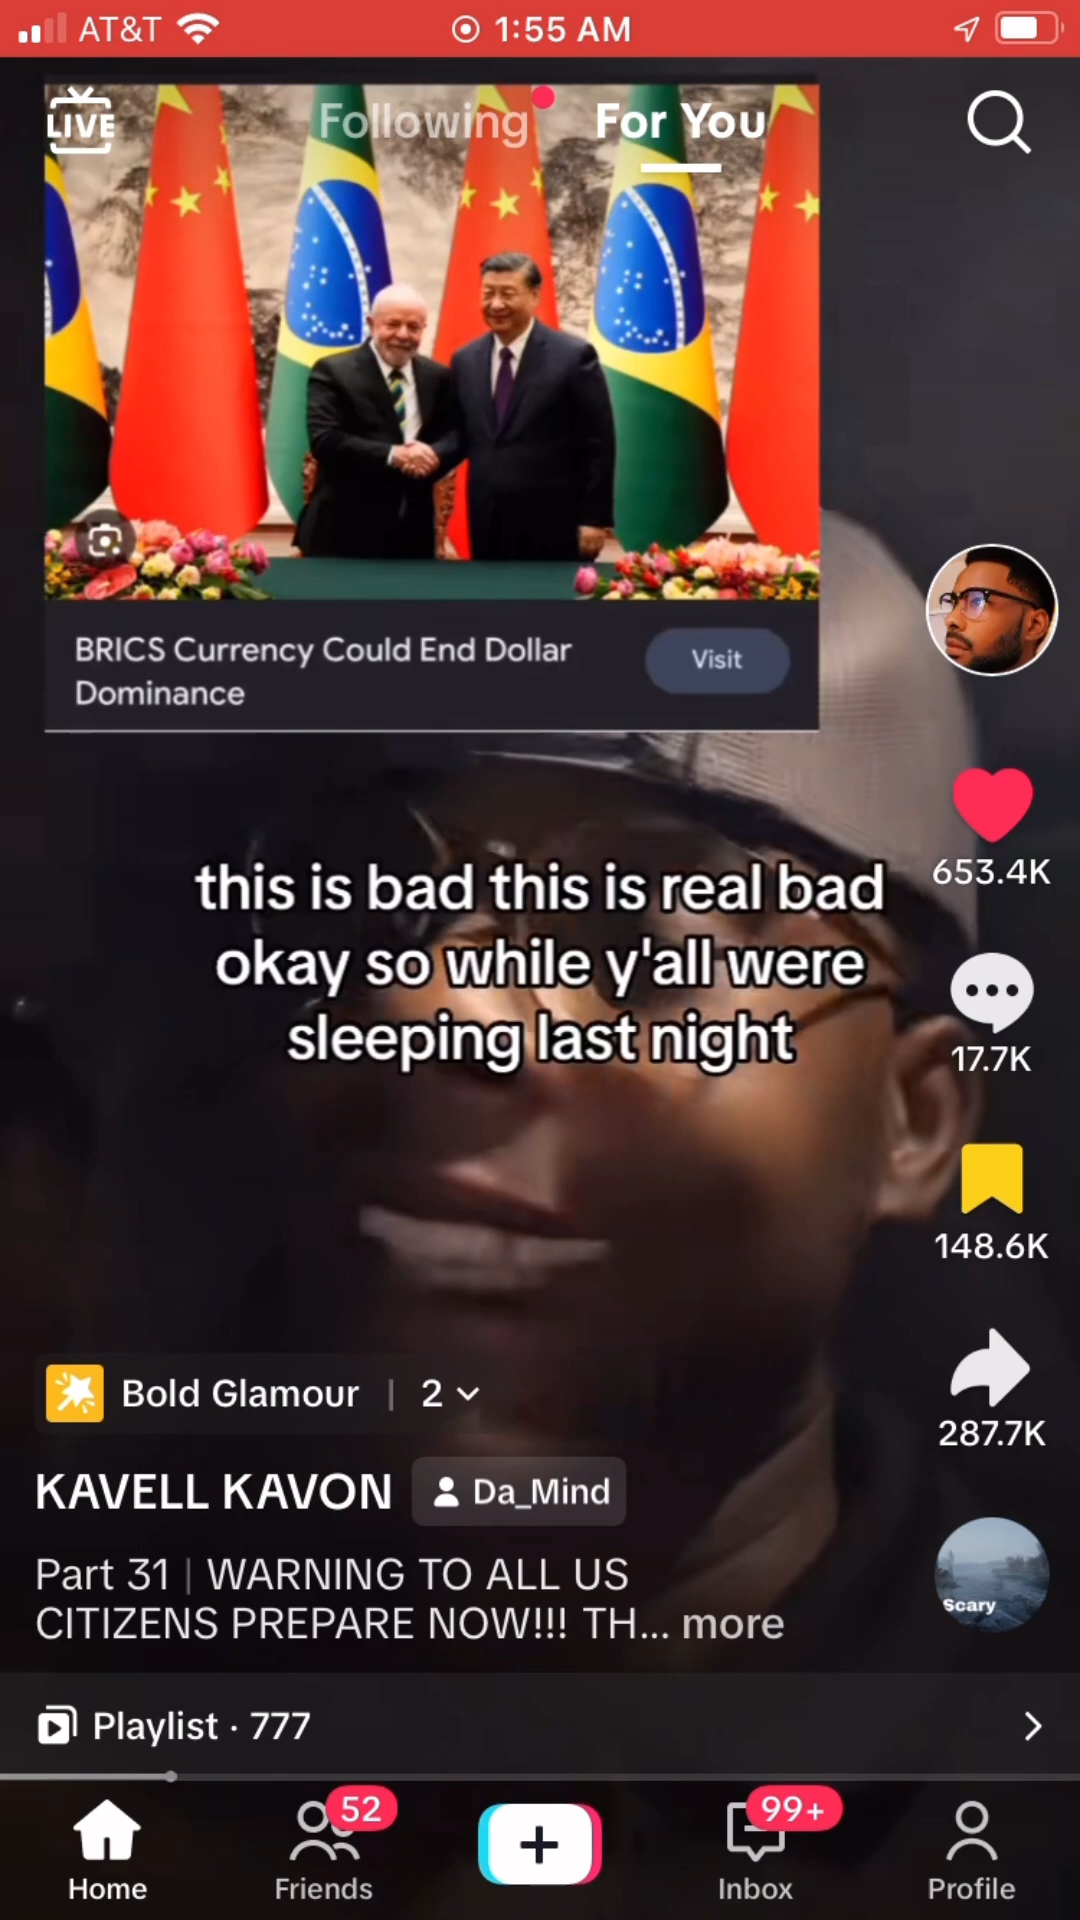 AT&T 1:55 AM
LIVE Following For You
BRICS Currency Could End Dollar
Dominance
Visit
653.4K
this is bad this is real bad
okay so while y'all were
sleeping last night
17.7K
148.6K
287.7K
Bold Glamour | 2
KAVELL KAVON Da_Mind
Part 31 | WARNING TO ALL US
CITIZENS PREPARE NOW!!! TH... more
Scary
Playlist · 777
52
99+
Home Friends Inbox Profile